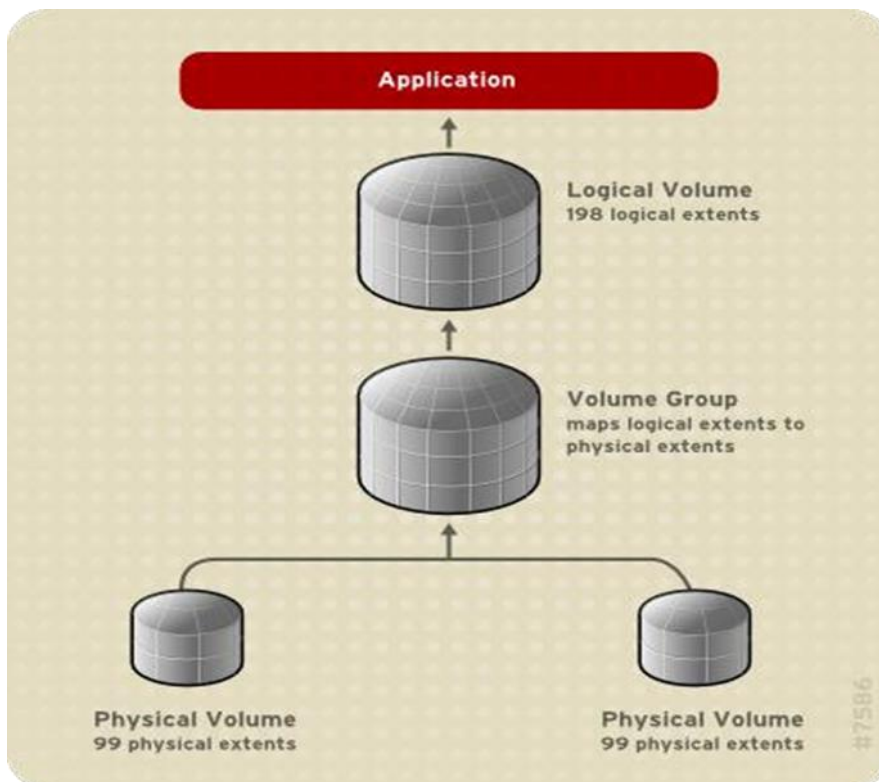 Application
Logical Volume
198 logical extents
Volume Group
maps logical extents to
physical extents
Physical Volume
99 physical extents
Physical Volume
99 physical extents
#7586